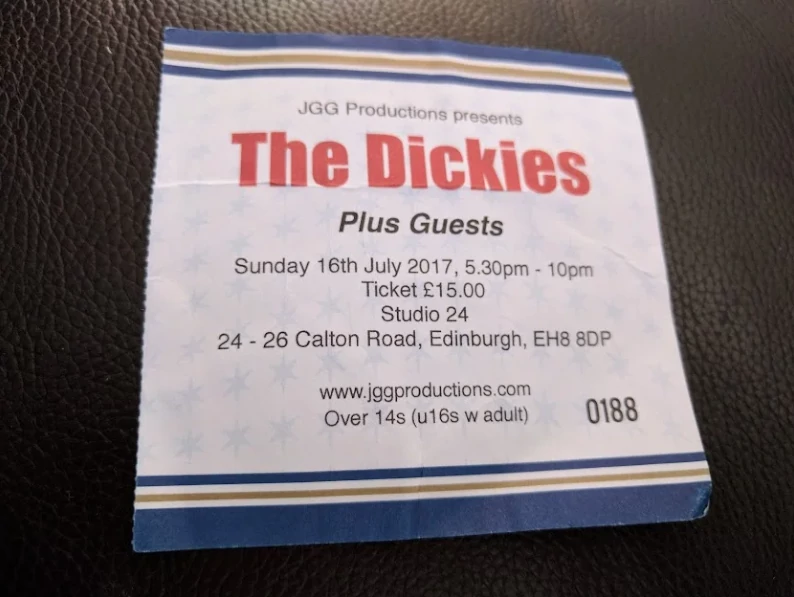 JGG Productions presents
The Dickies
Plus Guests
Sunday 16th July 2017, 5.30pm - 10pm
Ticket £15.00
Studio 24
24 - 26 Calton Road, Edinburgh, EH8 8DP
www.jggproductions.com
Over 14s (u16s w adult)
0188